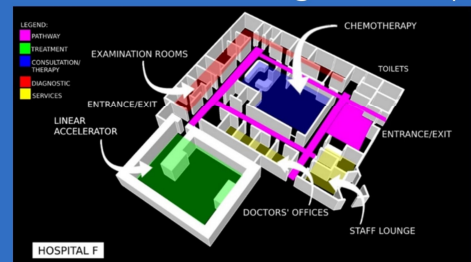 LEGEND:
PATHWAY
TREATMENT
CONSULTATION/
THERAPY
DIAGNOSTIC
SERVICES
CHEMOTHERAPY
EXAMINATION ROOMS
TOILETS
ENTRANCE/EXIT
LINEAR
ACCELERATOR
ENTRANCE/EXIT
DOCTORS' OFFICES
STAFF LOUNGE
HOSPITAL F